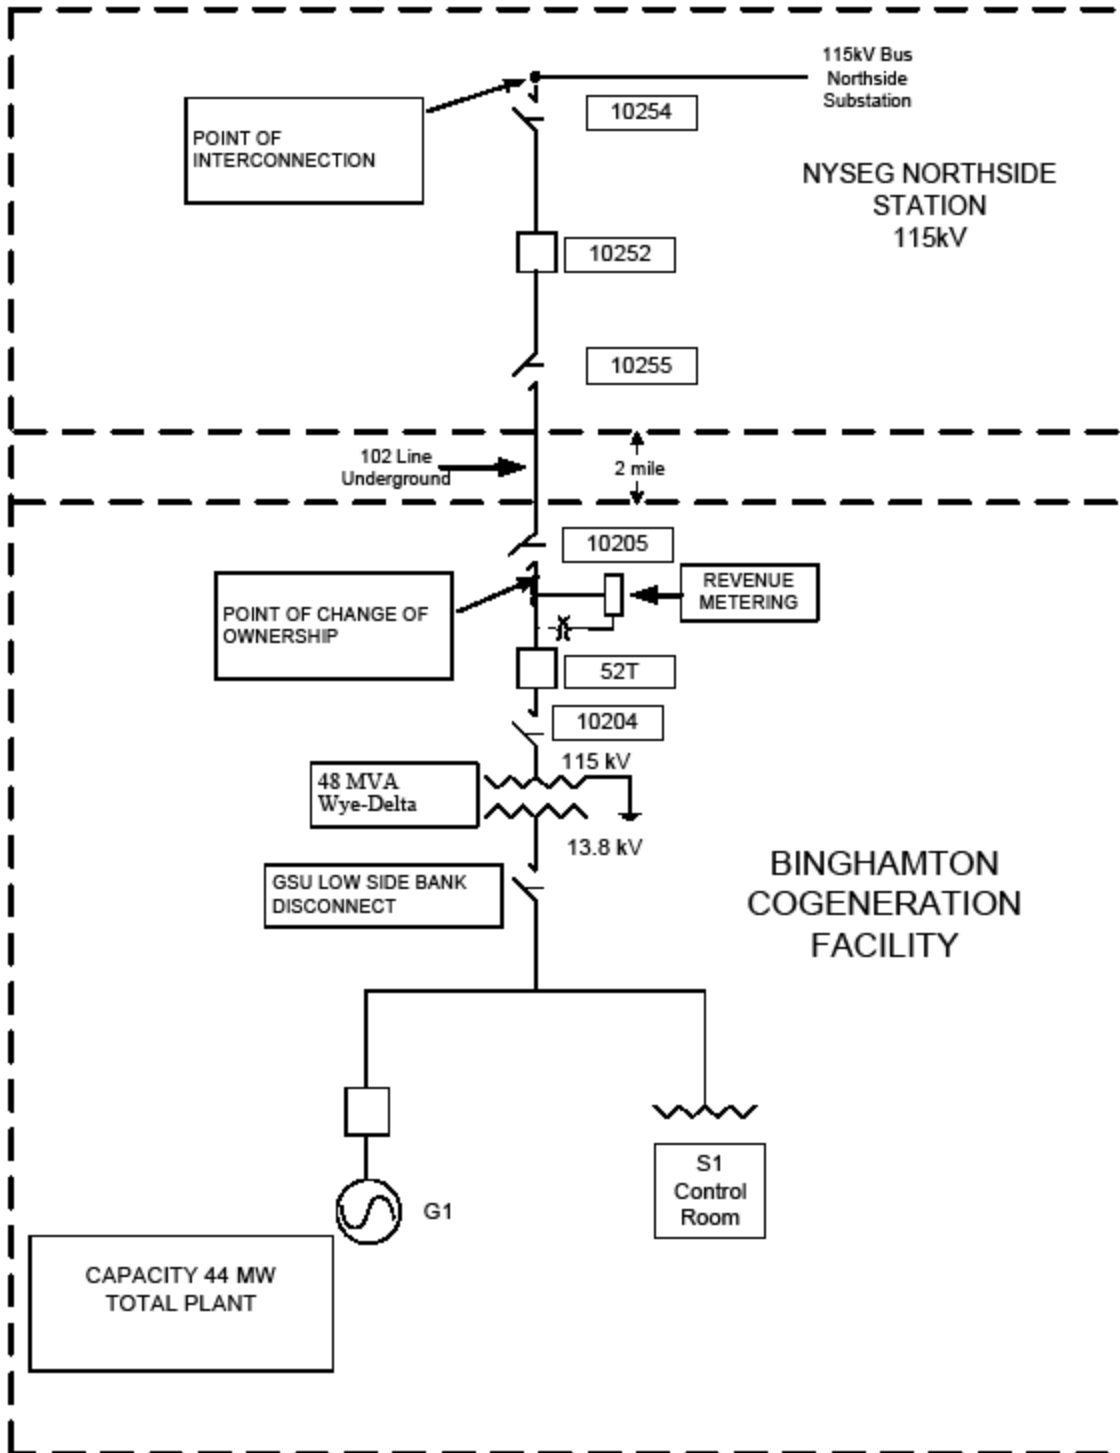 115kV Bus
Northside
Substation
10254
POINT OF
INTERCONNECTION
NYSEG NORTHSIDE
STATION
115kV
10252
10255
102 Line
Underground
2 mile
10205
REVENUE
METERING
POINT OF CHANGE OF
OWNERSHIP
52T
10204
115 kV
48 MVA
Wye-Delta
13.8 kV
GSU LOW SIDE BANK
DISCONNECT
BINGHAMTON
COGENERATION
FACILITY
S1
Control
Room
G1
CAPACITY 44 MW
TOTAL PLANT